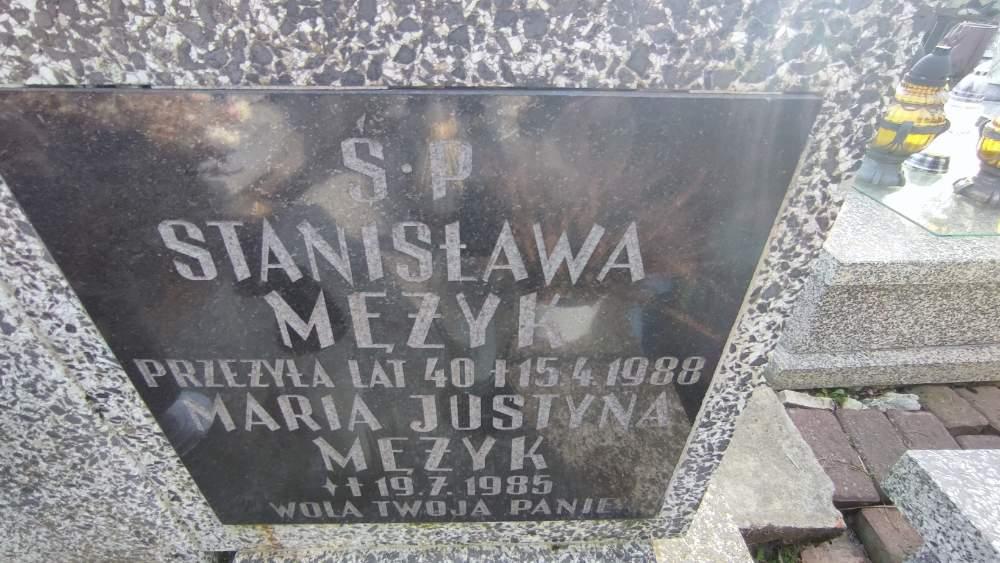 Ś·P
STANISŁAWA
MĘŻYK
PRZEŻYŁA LAT 40 ✝15.4.1988
MARIA JUSTYNA
MĘŻYK
✦✝19.7.1985
WOLA TWOJA PANIE